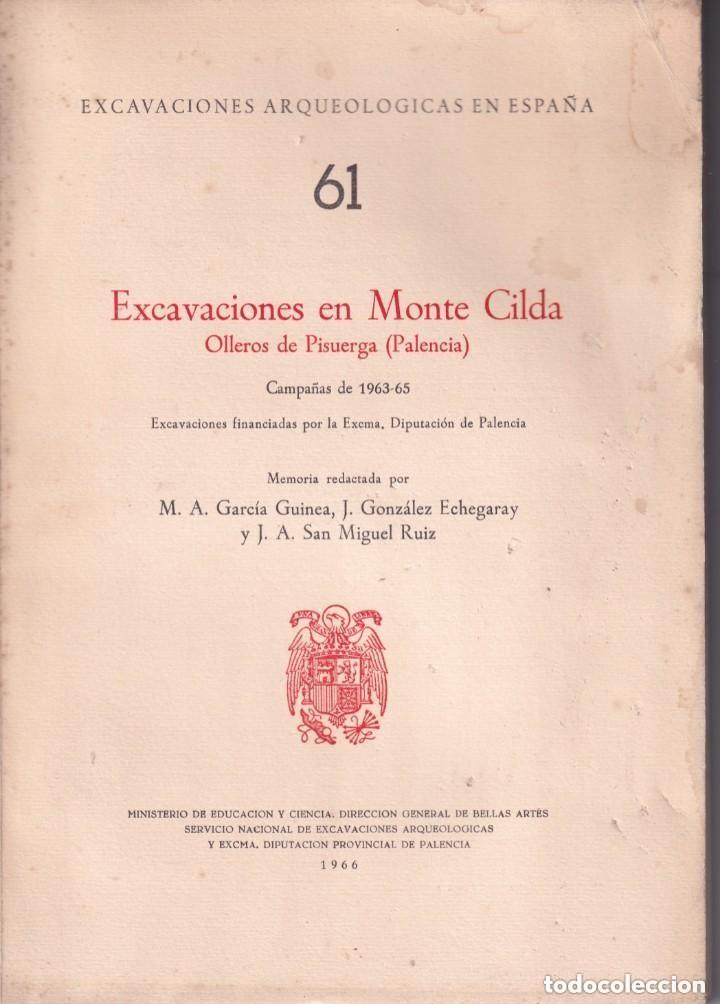 EXCAVACIONES ARQUEOLOGICAS EN ESPAÑA
61
Excavaciones en Monte Cilda
Olleros de Pisuerga (Palencia)
Campañas de 1963-65
Excavaciones financiadas por la Excma. Diputación de Palencia
Memoria redactada por
M. A. García Guinea, J. González Echegaray
y J. A. San Miguel Ruiz
MINISTERIO DE EDUCACION Y CIENCIA. DIRECCION GENERAL DE BELLAS ARTES
SERVICIO NACIONAL DE EXCAVACIONES ARQUEOLOGICAS
Y EXCMA. DIPUTACION PROVINCIAL DE PALENCIA
1966
todocoleccion